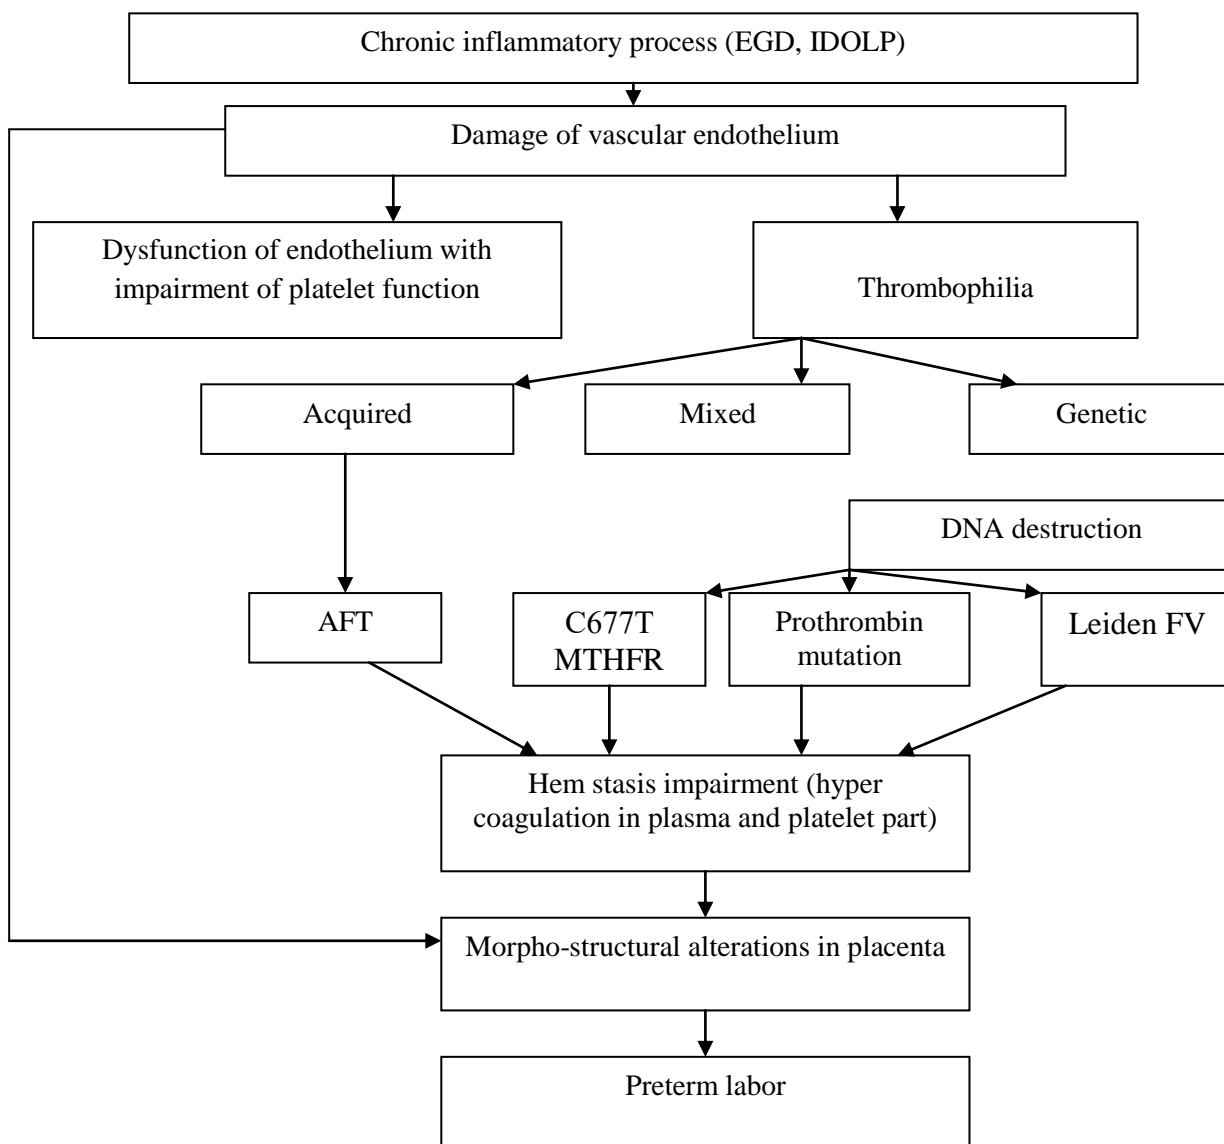 Chronic inflammatory process (EGD, IDOLP)
Damage of vascular endothelium
Dysfunction of endothelium with
impairment of platelet function
Thrombophilia
Acquired
Mixed
Genetic
DNA destruction
AFT
C677T
MTHFR
Prothrombin
mutation
Leiden FV
Hem stasis impairment (hyper
coagulation in plasma and platelet part)
Morpho-structural alterations in placenta
Preterm labor